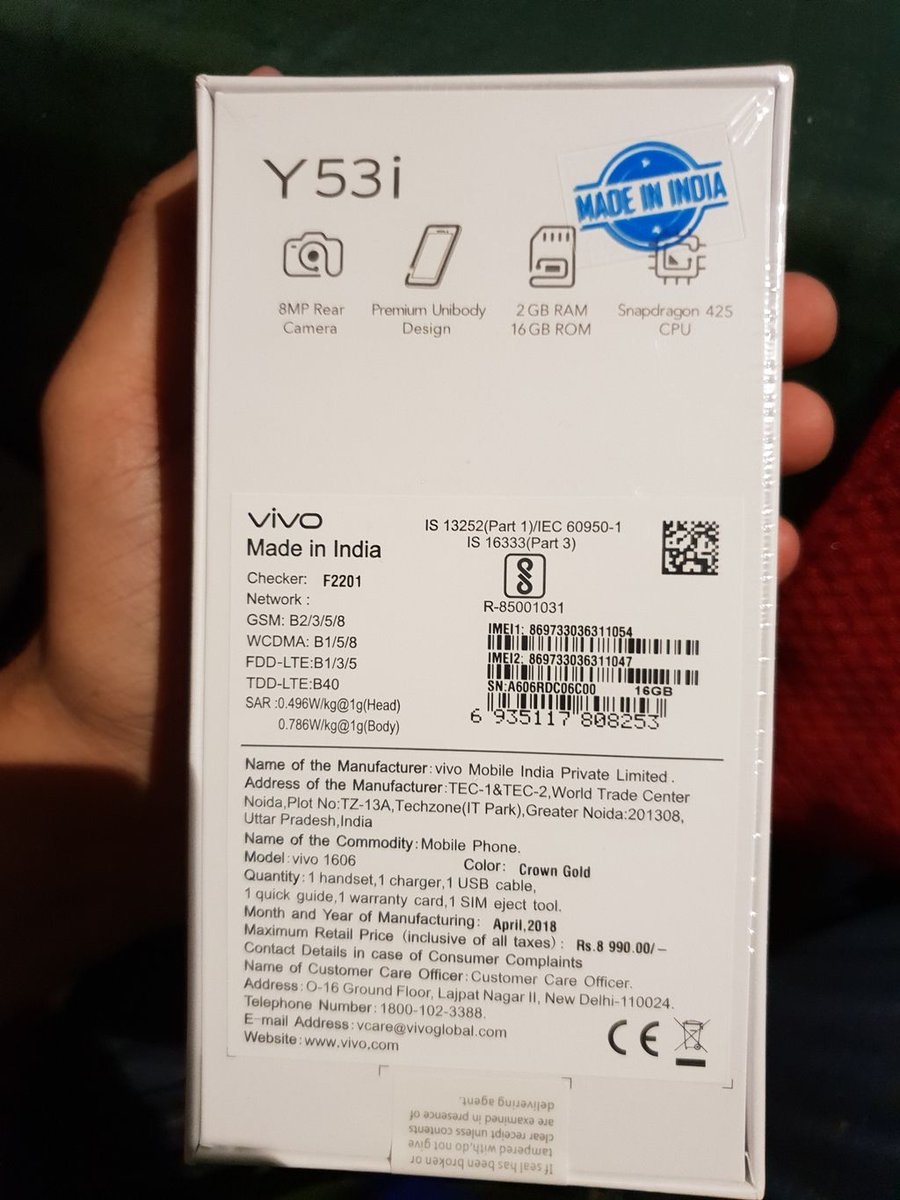 Y53i
MADE IN INDIA
8MP Rear
Camera
Premium Unibody
Design
2 GB RAM
16 GB ROM
Snapdragon 425
CPU
vivo
Made in India
Checker: F2201
Network :
GSM: B2/3/5/8
WCDMA: B1/5/8
FDD-LTE:B1/3/5
TDD-LTE:B40
SAR :0.496W/kg@1g(Head)
0.786W/kg@1g(Body)
IS 13252(Part 1)/IEC 60950-1
IS 16333(Part 3)
R-85001031
IMEI1: 869733036311054
IMEI2: 869733036311047
SN:A606RDC06C00 16GB
6 935117 808253
Name of the Manufacturer:vivo Mobile India Private Limited.
Address of the Manufacturer:TEC-1&TEC-2,World Trade Center
Noida,Plot No:TZ-13A,Techzone(IT Park),Greater Noida:201308,
Uttar Pradesh,India
Name of the Commodity:Mobile Phone.
Model:vivo 1606 Color: Crown Gold
Quantity:1 handset,1 charger,1 USB cable,
1 quick guide,1 warranty card,1 SIM eject tool.
Month and Year of Manufacturing: April,2018
Maximum Retail Price (inclusive of all taxes): Rs.8 990.00/-
Contact Details in case of Consumer Complaints
Name of Customer Care Officer:Customer Care Officer.
Address:O-16 Ground Floor, Lajpat Nagar II, New Delhi-110024.
Telephone Number:1800-102-3388.
E-mail Address:vcare@vivoglobal.com
Website:www.vivo.com
CE
If seal has been broken or
tampered with,do not give
clear receipt unless contents
are examined in presence of
delivering agent.